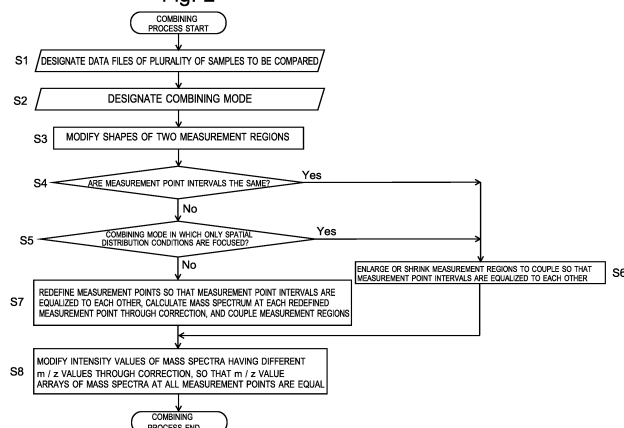 Fig. 2
COMBINING
PROCESS START
S1
DESIGNATE DATA FILES OF PLURALITY OF SAMPLES TO BE COMPARED
S2
DESIGNATE COMBINING MODE
S3
MODIFY SHAPES OF TWO MEASUREMENT REGIONS
S4
ARE MEASUREMENT POINT INTERVALS THE SAME?
Yes
No
S5
COMBINING MODE IN WHICH ONLY SPATIAL
DISTRIBUTION CONDITIONS ARE FOCUSED?
Yes
No
ENLARGE OR SHRINK MEASUREMENT REGIONS TO COUPLE SO THAT
MEASUREMENT POINT INTERVALS ARE EQUALIZED TO EACH OTHER
S6
S7
REDEFINE MEASUREMENT POINTS SO THAT MEASUREMENT POINT INTERVALS ARE
EQUALIZED TO EACH OTHER, CALCULATE MASS SPECTRUM AT EACH REDEFINED
MEASUREMENT POINT THROUGH CORRECTION, AND COUPLE MEASUREMENT REGIONS
S8
MODIFY INTENSITY VALUES OF MASS SPECTRA HAVING DIFFERENT
m / z VALUES THROUGH CORRECTION, SO THAT m / z VALUE
ARRAYS OF MASS SPECTRA AT ALL MEASUREMENT POINTS ARE EQUAL
COMBINING
PROCESS END